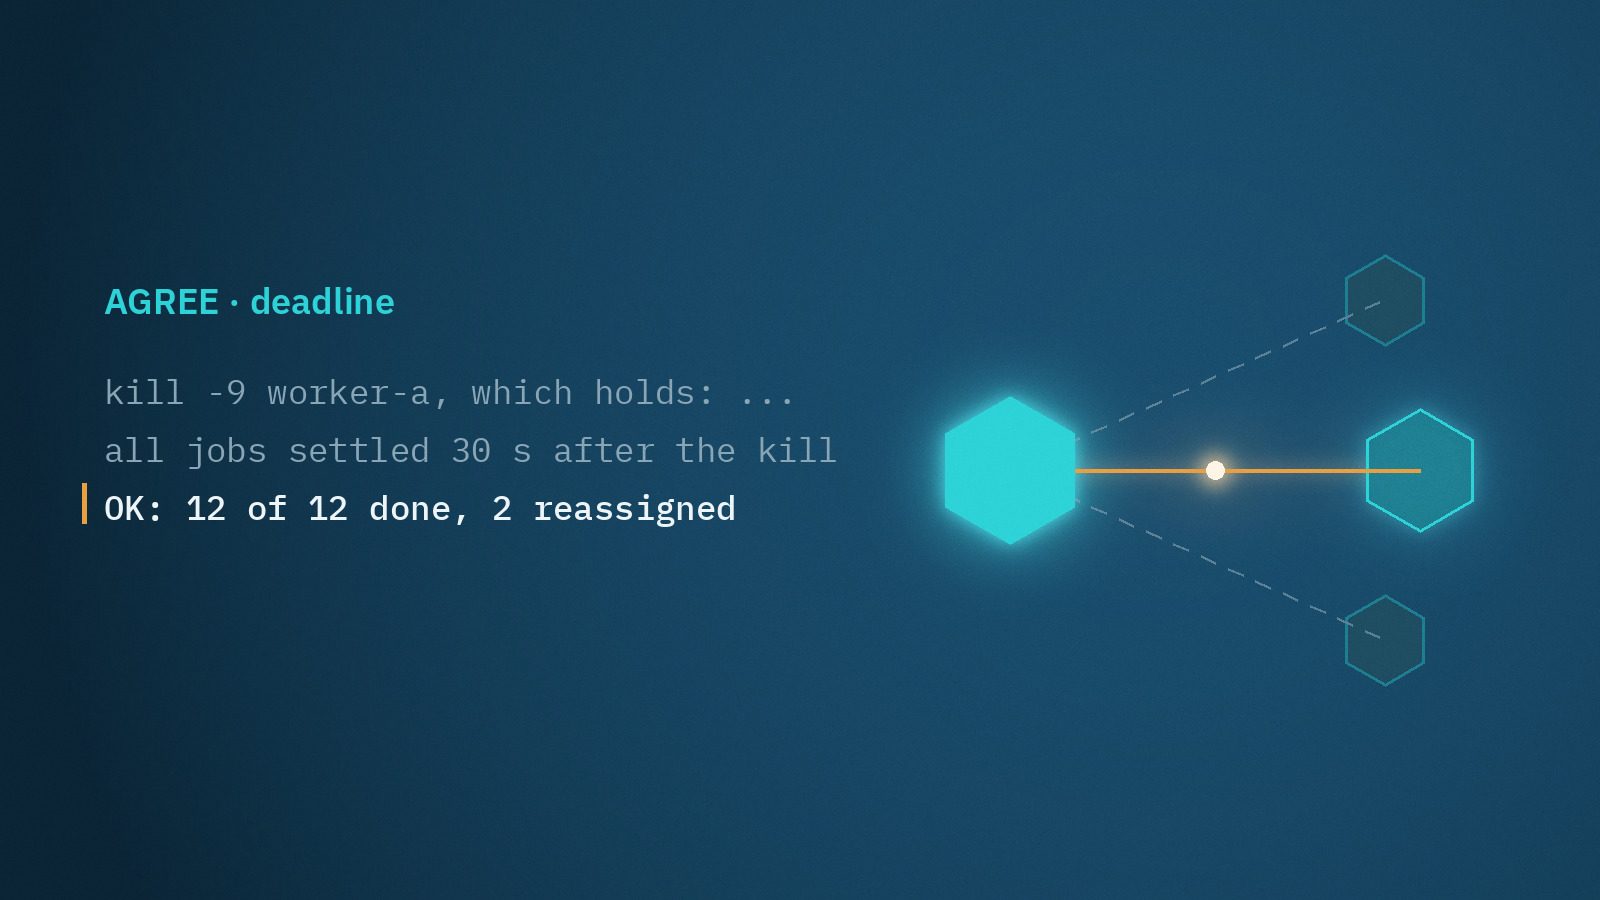 AGREE · deadline
kill -9 worker-a, which holds: ...
all jobs settled 30 s after the kill
OK: 12 of 12 done, 2 reassigned